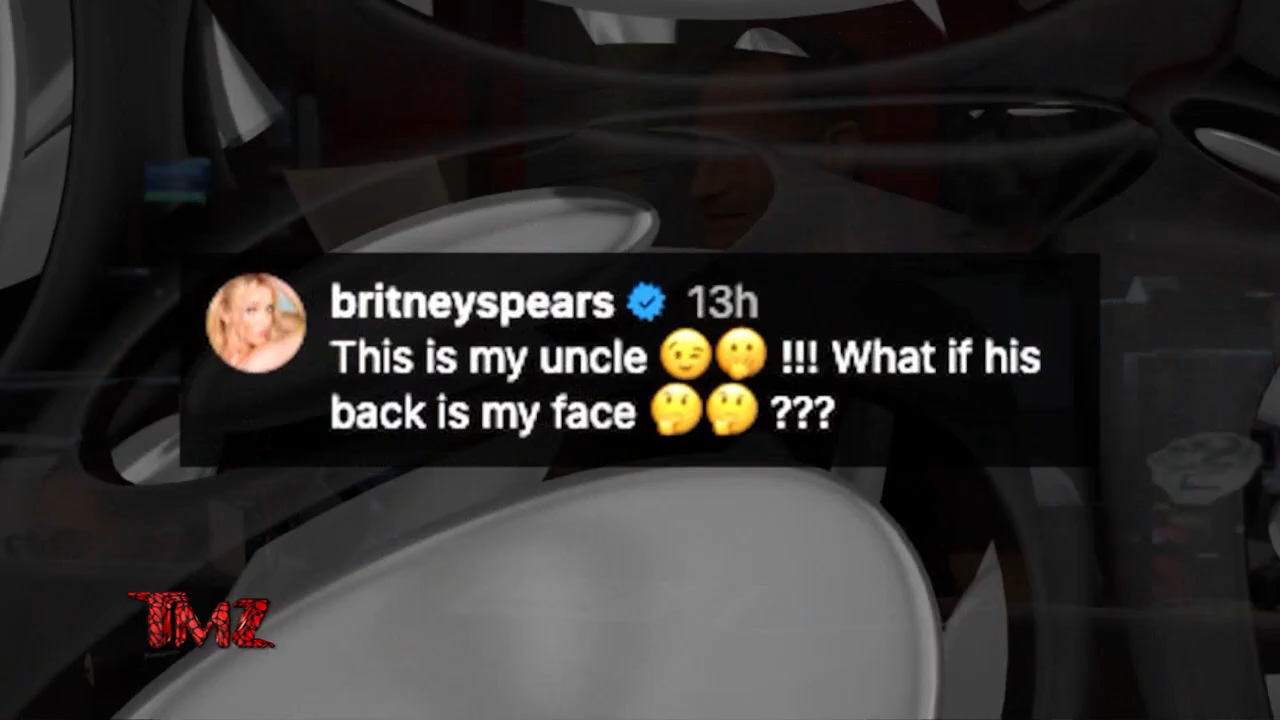 britneyspears 13h
This is my uncle 😉🤭 !!! What if his
back is my face 🤔🤔 ???
TMZ